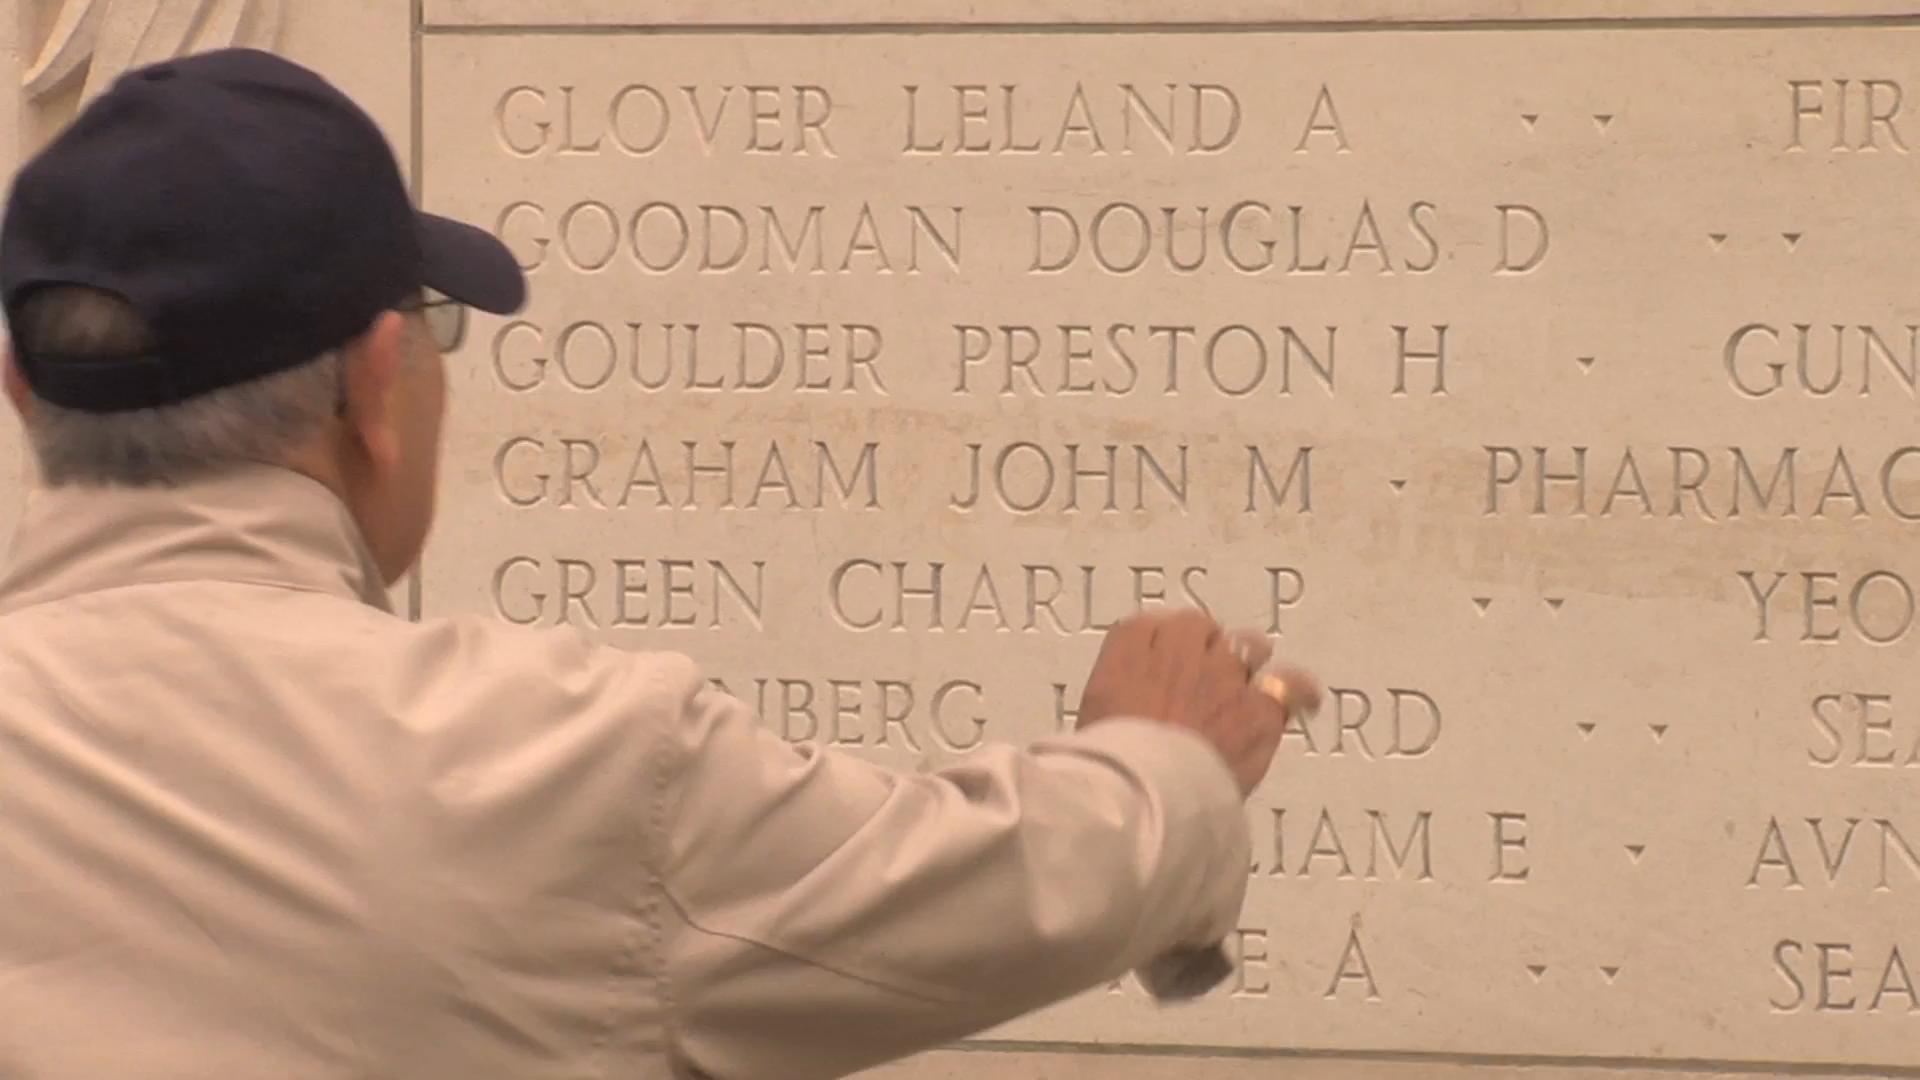 GLOVER LELAND A FIR
GOODMAN DOUGLAS D
GOULDER PRESTON H GUN
GRAHAM JOHN M PHARMAC
GREEN CHARLES P YEO
NBERG H ARD SEA
LIAM E AVN
E A SEA